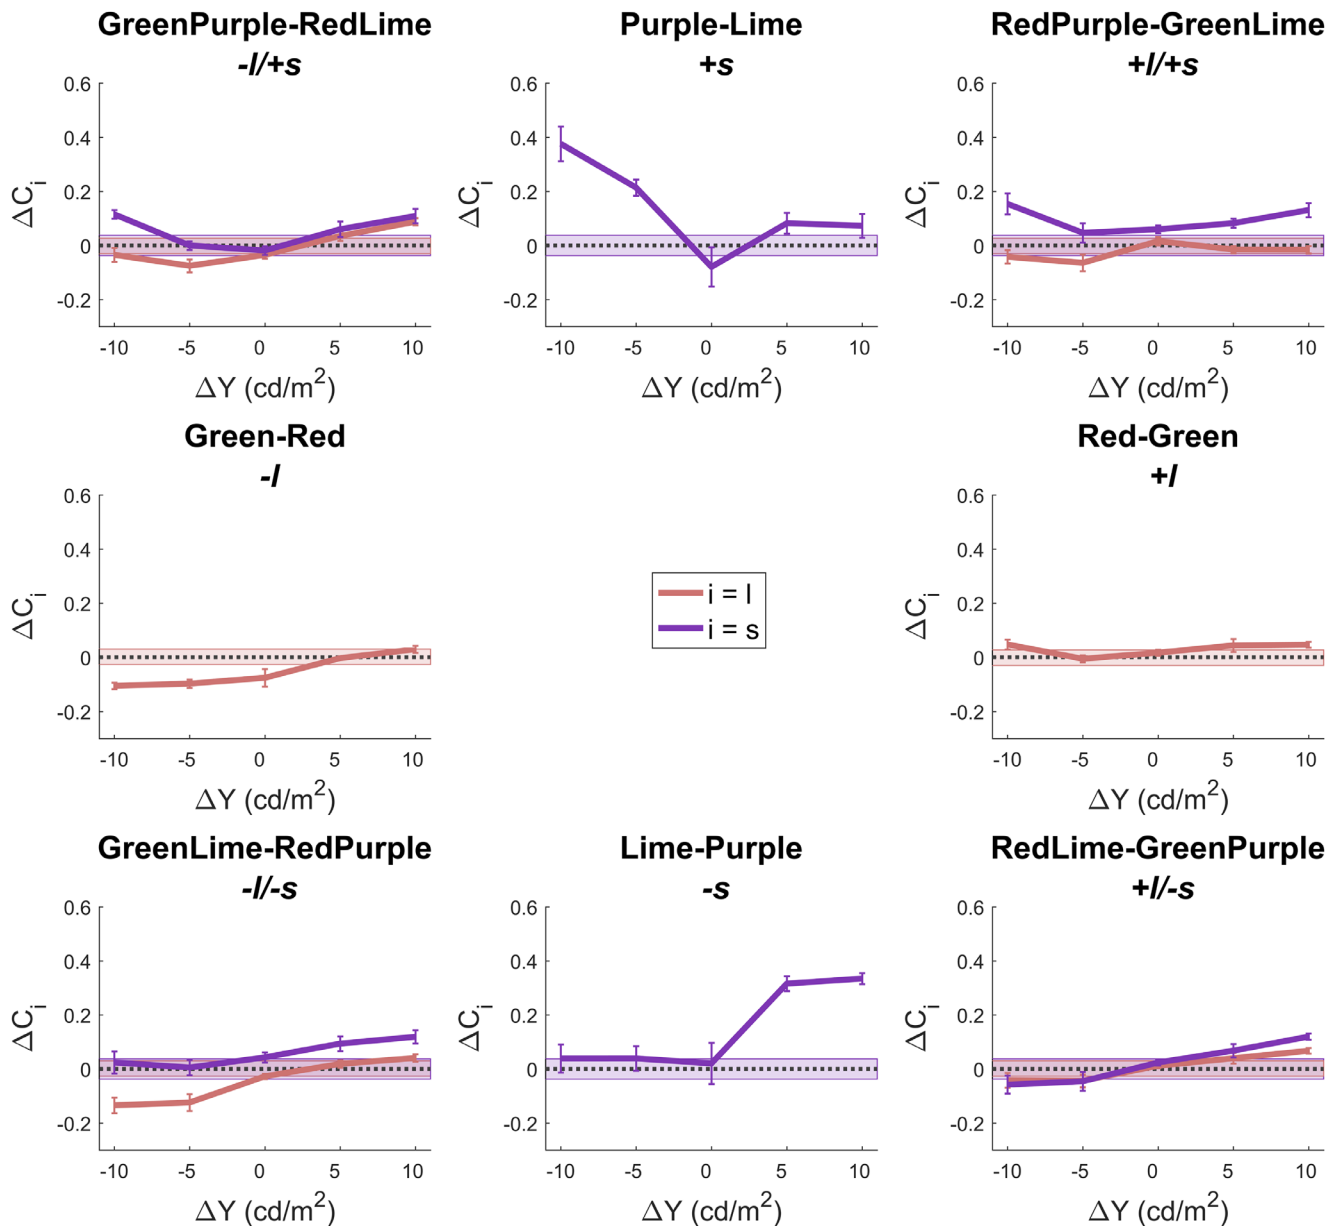 GreenPurple-RedLime
-l/+s
0.6
0.4
0.2
0
-0.2
ΔC_i
-10 -5 0 5 10
ΔY (cd/m²)
Purple-Lime
+s
0.6
0.4
0.2
0
-0.2
ΔC_i
-10 -5 0 5 10
ΔY (cd/m²)
RedPurple-GreenLime
+l/+s
0.6
0.4
0.2
0
-0.2
ΔC_i
-10 -5 0 5 10
ΔY (cd/m²)
Green-Red
-l
0.6
0.4
0.2
0
-0.2
ΔC_i
-10 -5 0 5 10
ΔY (cd/m²)
i = l
i = s
Red-Green
+l
0.6
0.4
0.2
0
-0.2
ΔC_i
-10 -5 0 5 10
ΔY (cd/m²)
GreenLime-RedPurple
-l/-s
0.6
0.4
0.2
0
-0.2
ΔC_i
-10 -5 0 5 10
ΔY (cd/m²)
Lime-Purple
-s
0.6
0.4
0.2
0
-0.2
ΔC_i
-10 -5 0 5 10
ΔY (cd/m²)
RedLime-GreenPurple
+l/-s
0.6
0.4
0.2
0
-0.2
ΔC_i
-10 -5 0 5 10
ΔY (cd/m²)